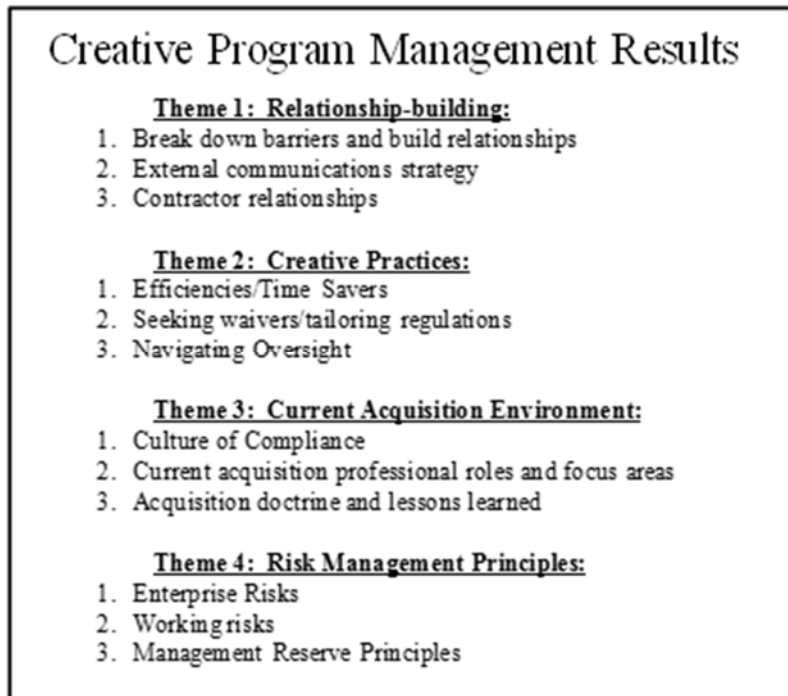 Creative Program Management Results
Theme 1: Relationship-building:
1. Break down barriers and build relationships
2. External communications strategy
3. Contractor relationships
Theme 2: Creative Practices:
1. Efficiencies/Time Savers
2. Seeking waivers/tailoring regulations
3. Navigating Oversight
Theme 3: Current Acquisition Environment:
1. Culture of Compliance
2. Current acquisition professional roles and focus areas
3. Acquisition doctrine and lessons learned
Theme 4: Risk Management Principles:
1. Enterprise Risks
2. Working risks
3. Management Reserve Principles